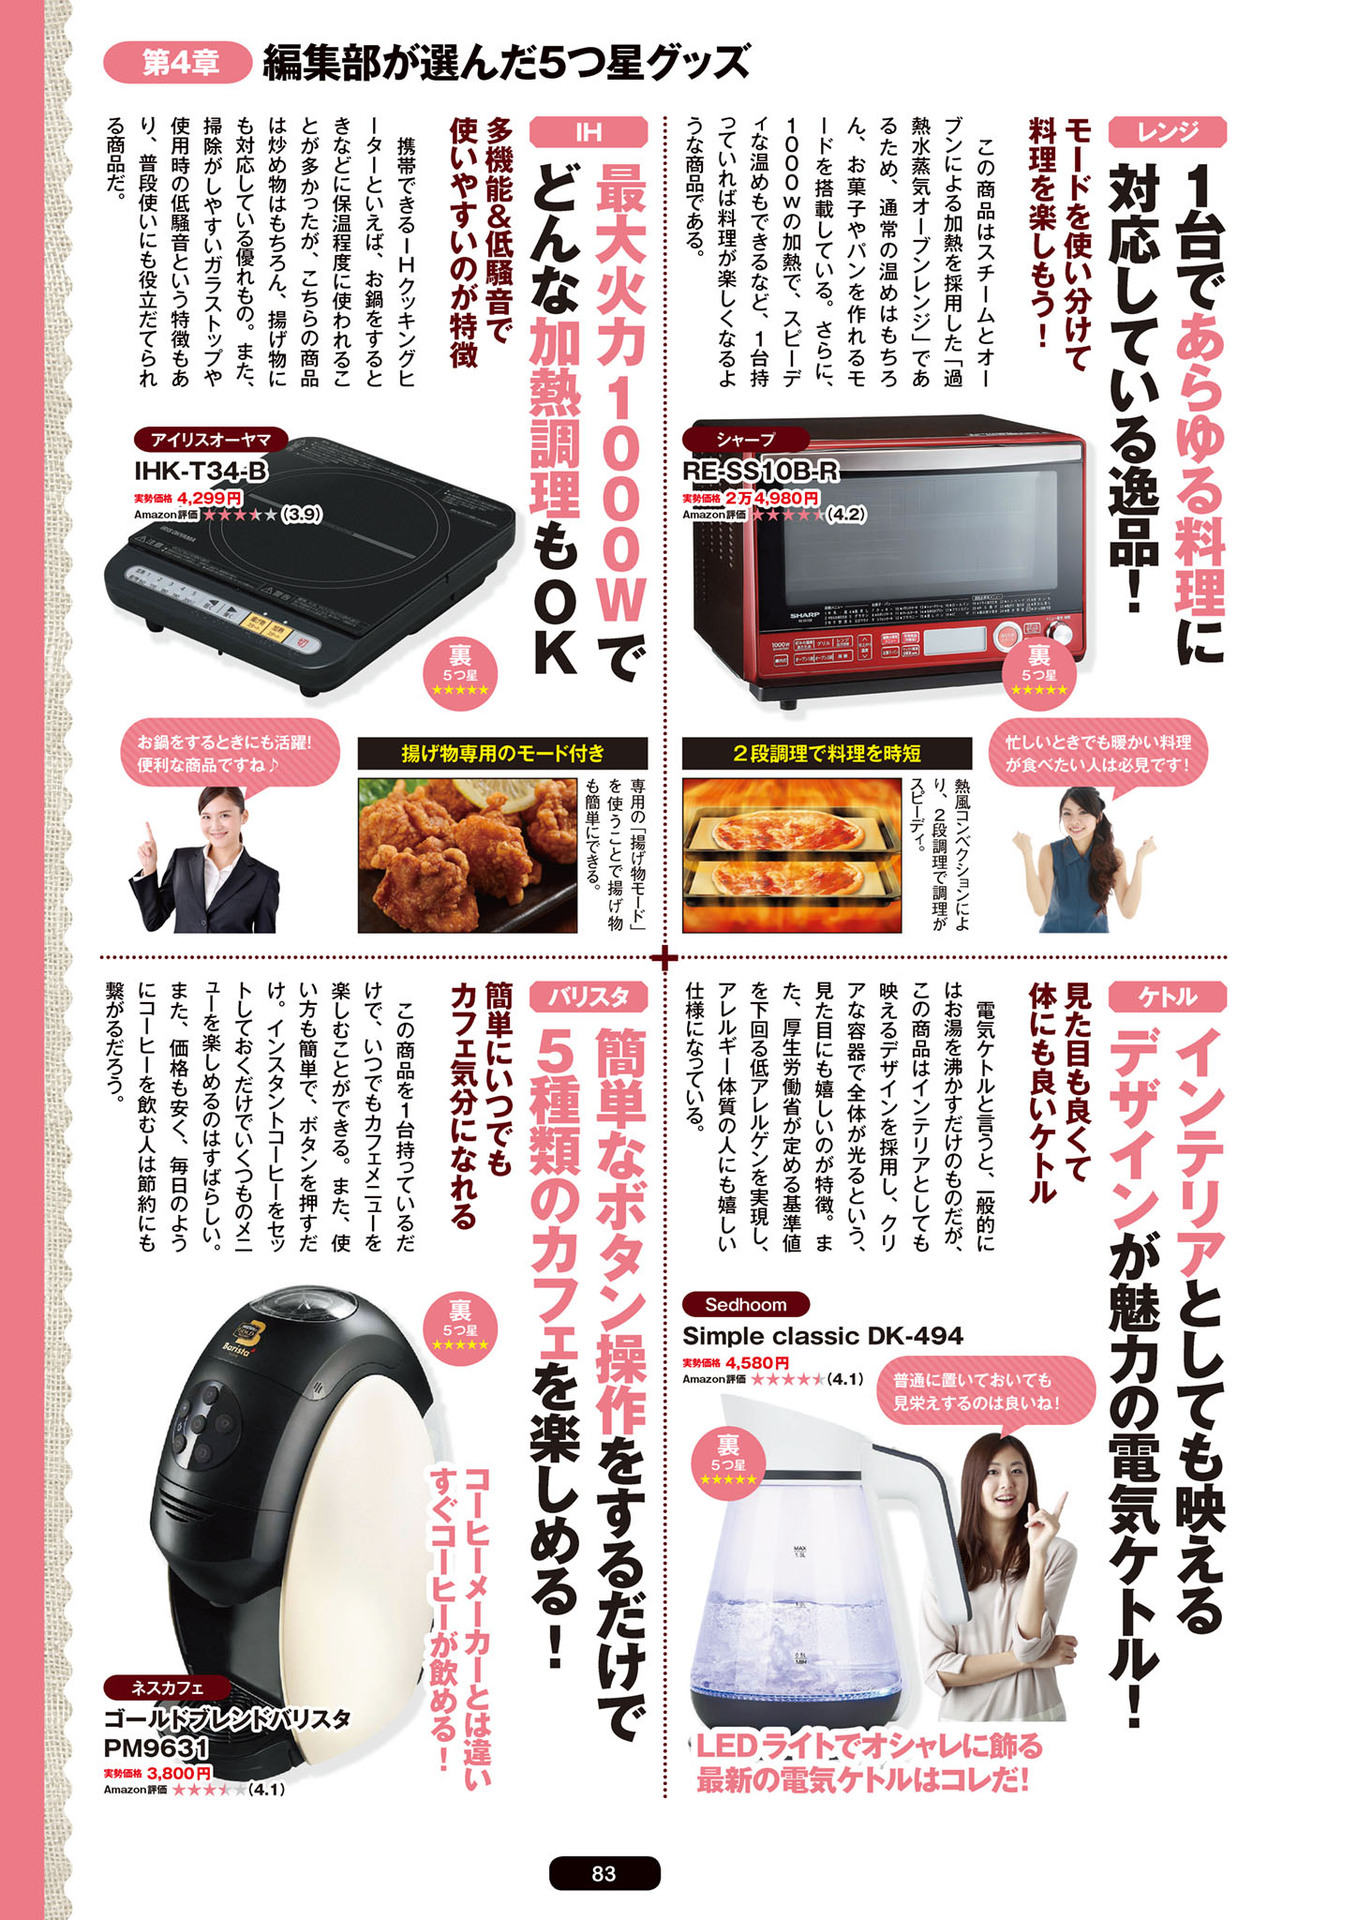 第4章 編集部が選んだ5つ星グッズ
レンジ
1台であらゆる料理に
対応している逸品！
モードを使い分けて
料理を楽しもう！
この商品はスチームとオー
ブンによる加熱を採用した「過
熱水蒸気オーブンレンジ」であ
るため、通常の温めはもちろ
ん、お菓子やパンを作れるモ
ードを搭載している。さらに、
1000wの加熱で、スピーデ
ィな温めもできるなど、1台持
っていれば料理が楽しくなるよ
うな商品である。
シャープ
RE-SS10B-R
実勢価格 2万4,980円
Amazon評価 ★★★★★(4.2)
SHARP
1000W
裏
5つ星
★★★★★
2段調理で料理を時短
熱風コンベクションによ
り、2段調理で調理が
スピーディ。
忙しいときでも暖かい料理
が食べたい人は必見です！
IH
最大火力1000Wで
どんな加熱調理もOK
多機能&低騒音で
使いやすいのが特徴
携帯できるIHクッキングヒ
ーターといえば、お鍋をすると
きなどに保温程度に使われるこ
とが多かったが、こちらの商品
は炒め物はもちろん、揚げ物に
も対応している優れもの。また、
掃除がしやすいガラストップや
使用時の低騒音という特徴もあ
り、普段使いにも役立だてられ
る商品だ。
アイリスオーヤマ
IHK-T34-B
実勢価格 4,299円
Amazon評価 ★★★★★(3.9)
IRIS OHYAMA
切
裏
5つ星
★★★★★
揚げ物専用のモード付き
専用の「揚げ物モード」
を使うことで揚げ物
も簡単にできる。
お鍋をするときにも活躍！
便利な商品ですね♪
ケトル
インテリアとしても映える
デザインが魅力の電気ケトル！
見た目も良くて
体にも良いケトル
電気ケトルと言うと、一般的に
はお湯を沸かすだけのものだが、
この商品はインテリアとしても
映えるデザインを採用し、クリ
アな容器で全体が光るという、
見た目にも嬉しいのが特徴。ま
た、厚生労働省が定める基準値
を下回る低アレルゲンを実現し、
アレルギー体質の人にも嬉しい
仕様になっている。
Sedhoom
Simple classic DK-494
実勢価格 4,580円
Amazon評価 ★★★★★(4.1)
普通に置いておいても
見栄えするのは良いね！
裏
5つ星
★★★★★
MAX
MIN
LEDライトでオシャレに飾る
最新の電気ケトルはコレだ！
バリスタ
簡単なボタン操作をするだけで
5種類のカフェを楽しめる！
簡単にいつでも
カフェ気分になれる
この商品を1台持っているだ
けで、いつでもカフェメニューを
楽しむことができる。また、使
い方も簡単で、ボタンを押すだ
け。インスタントコーヒーをセッ
トしておくだけでいくつものメニ
ューを楽しめるのはすばらしい。
また、価格も安く、毎日のよう
にコーヒーを飲む人は節約にも
繋がるだろう。
裏
5つ星
★★★★★
Barista
コーヒーメーカーとは違い
すぐコーヒーが飲める！
ネスカフェ
ゴールドブレンドバリスタ
PM9631
実勢価格 3,800円
Amazon評価 ★★★★★(4.1)
83